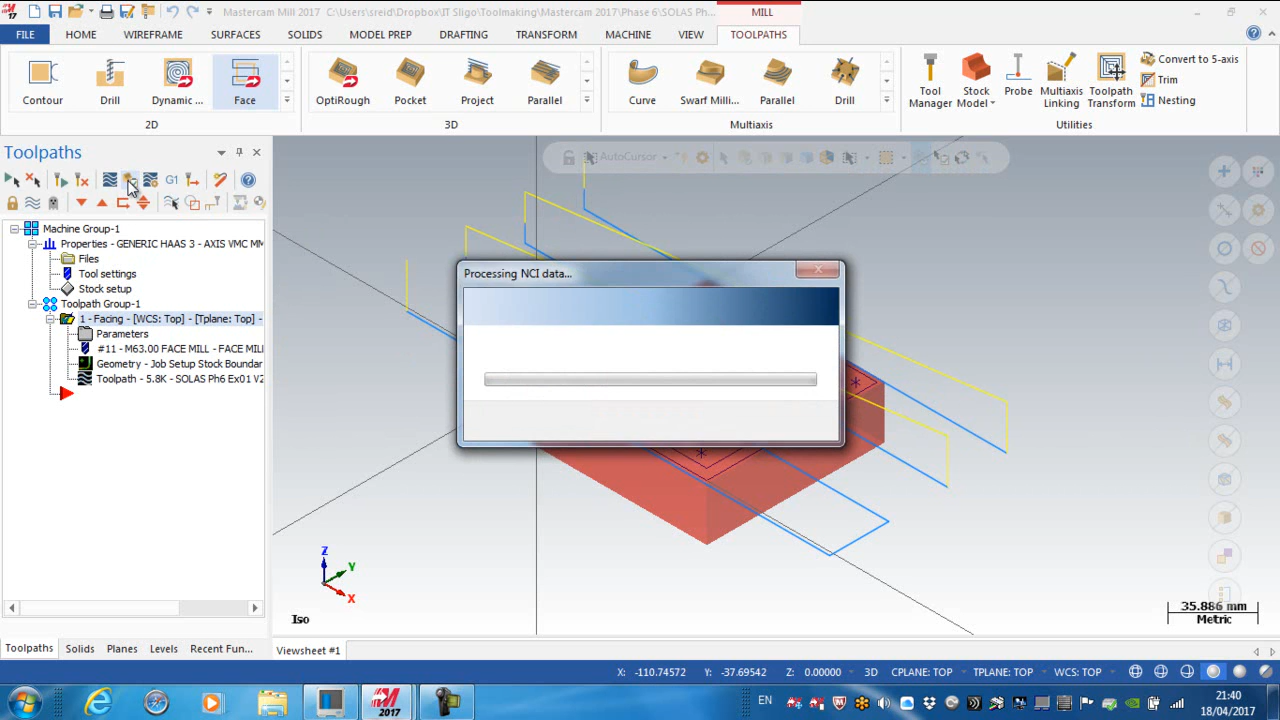 Mastercam Mill 2017 C:\Users\sreid\Dropbox\IT Sligo\Toolmaking\Mastercam 2017\Phase 6\SOLAS Ph...
MILL
FILE HOME WIREFRAME SURFACES SOLIDS MODEL PREP DRAFTING TRANSFORM MACHINE VIEW TOOLPATHS
Contour Drill Dynamic ... Face
2D
OptiRough Pocket Project Parallel
3D
Curve Swarf Milli... Parallel Drill
Multiaxis
Tool Manager
Stock Model
Probe
Multiaxis Linking
Toolpath Transform
Convert to 5-axis
Trim
Nesting
Utilities
Toolpaths
AutoCursor
G1
Machine Group-1
Properties - GENERIC HAAS 3 - AXIS VMC MM
Files
Tool settings
Stock setup
Toolpath Group-1
1 - Facing - [WCS: Top] - [Tplane: Top] -
Parameters
#11 - M63.00 FACE MILL - FACE MILL
Geometry - Job Setup Stock Boundar
Toolpath - 5.8K - SOLAS Ph6 Ex01 V2
Processing NCI data...
Z
Y
X
Iso
35.886 mm
Metric
Toolpaths Solids Planes Levels Recent Fun...
Viewsheet #1
X: -110.74572 Y: -37.69542 Z: 0.00000 3D CPLANE: TOP TPLANE: TOP WCS: TOP
2017
EN
21:40
18/04/2017